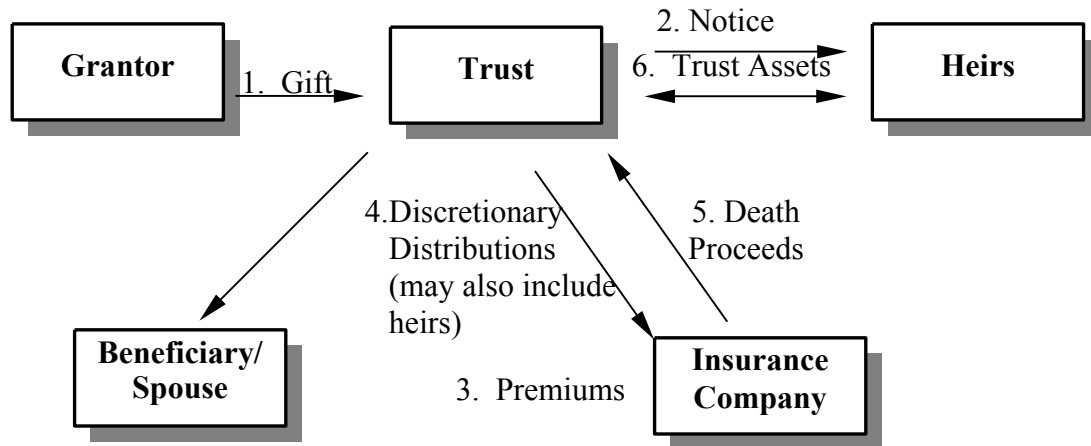 Grantor
1. Gift
Trust
2. Notice
6. Trust Assets
Heirs
4.Discretionary
Distributions
(may also include
heirs)
5. Death
Proceeds
Beneficiary/
Spouse
3. Premiums
Insurance
Company